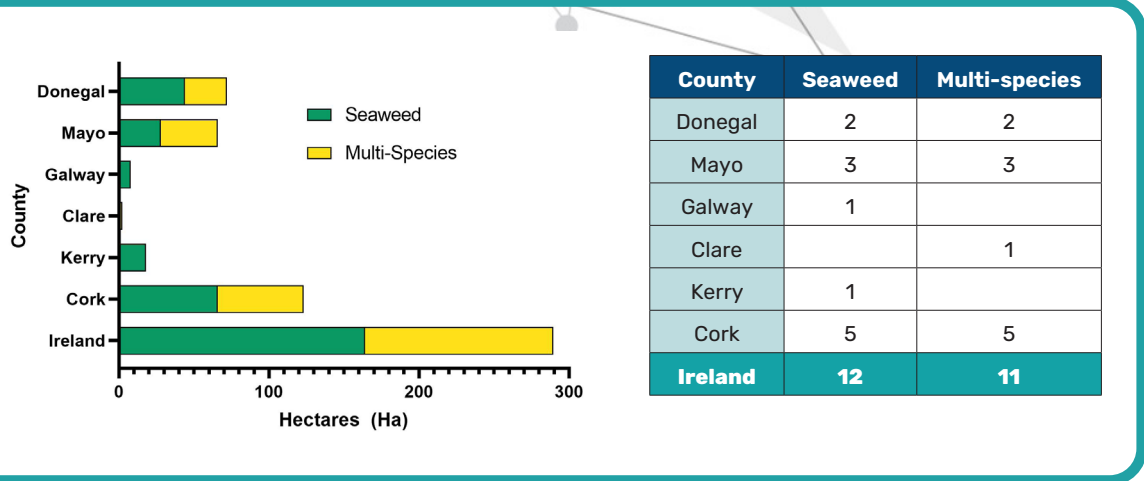 Donegal
Mayo
Galway
Clare
Kerry
Cork
Ireland
County
0 100 200 300
Hectares (Ha)
Seaweed
Multi-Species
County Seaweed Multi-species
Donegal 2 2
Mayo 3 3
Galway 1
Clare 1
Kerry 1
Cork 5 5
Ireland 12 11